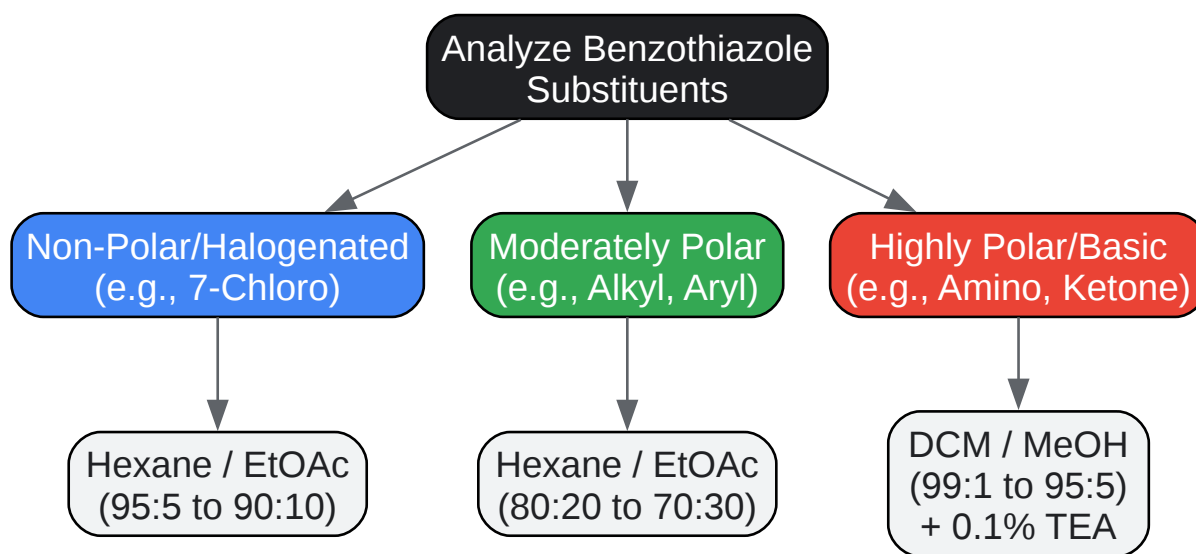 Analyze Benzothiazole
Substituents
Non-Polar/Halogenated
(e.g., 7-Chloro)
Moderately Polar
(e.g., Alkyl, Aryl)
Highly Polar/Basic
(e.g., Amino, Ketone)
Hexane / EtOAc
(95:5 to 90:10)
Hexane / EtOAc
(80:20 to 70:30)
DCM / MeOH
(99:1 to 95:5)
+ 0.1% TEA